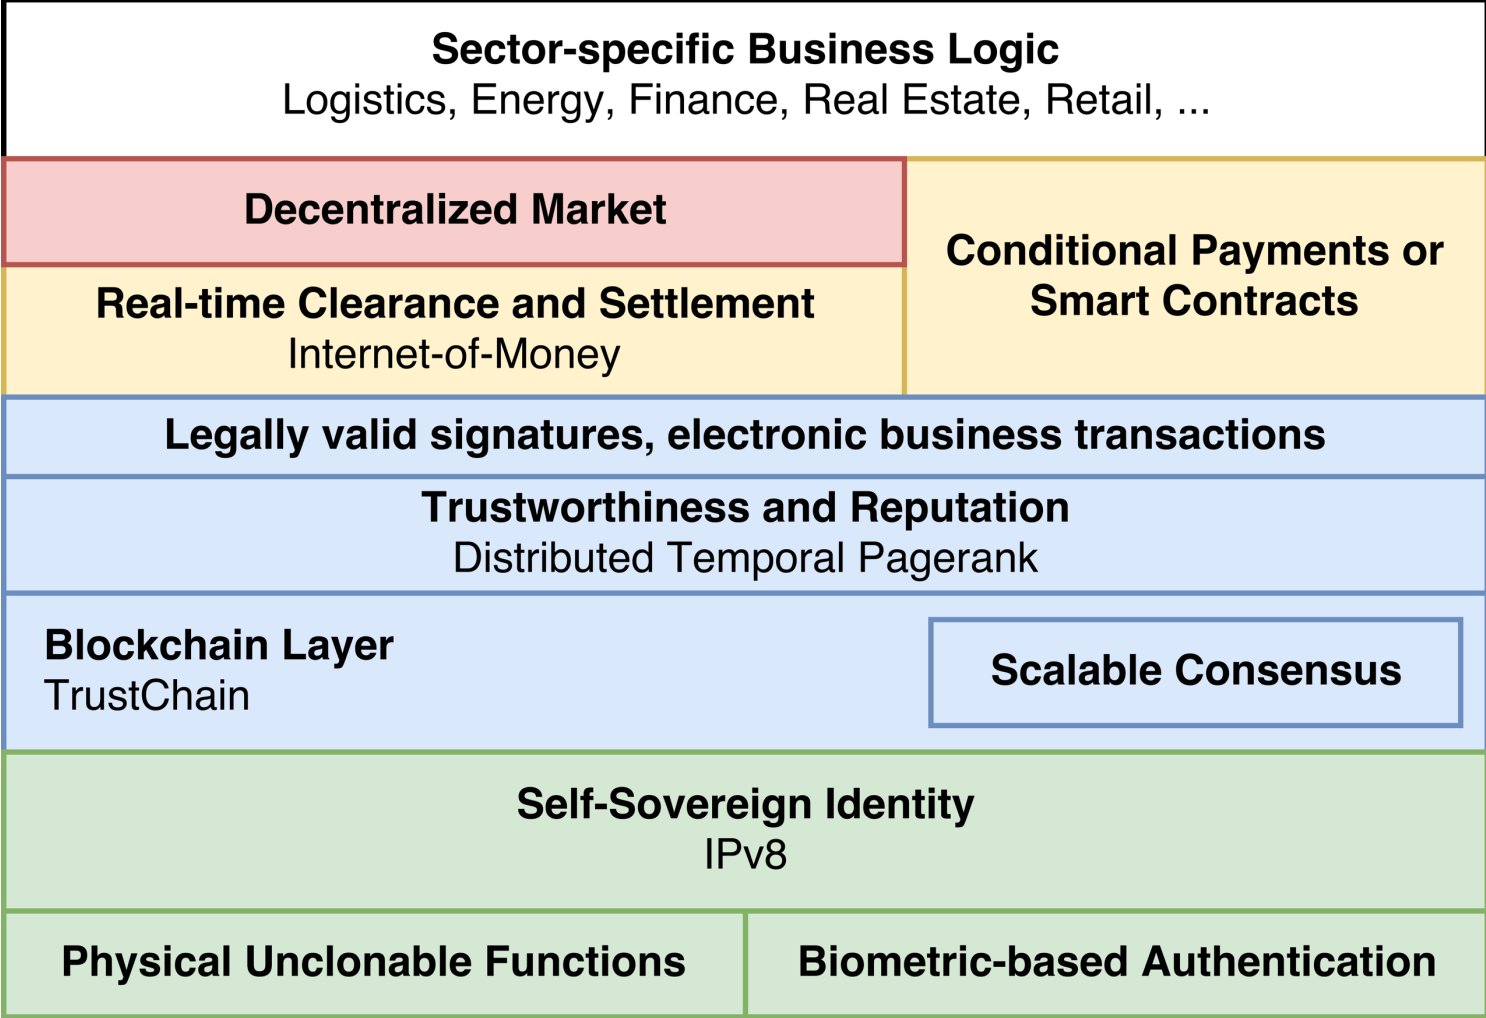 Sector-specific Business Logic
Logistics, Energy, Finance, Real Estate, Retail, ...
Decentralized Market
Conditional Payments or
Smart Contracts
Real-time Clearance and Settlement
Internet-of-Money
Legally valid signatures, electronic business transactions
Trustworthiness and Reputation
Distributed Temporal Pagerank
Blockchain Layer
TrustChain
Scalable Consensus
Self-Sovereign Identity
IPv8
Physical Unclonable Functions
Biometric-based Authentication